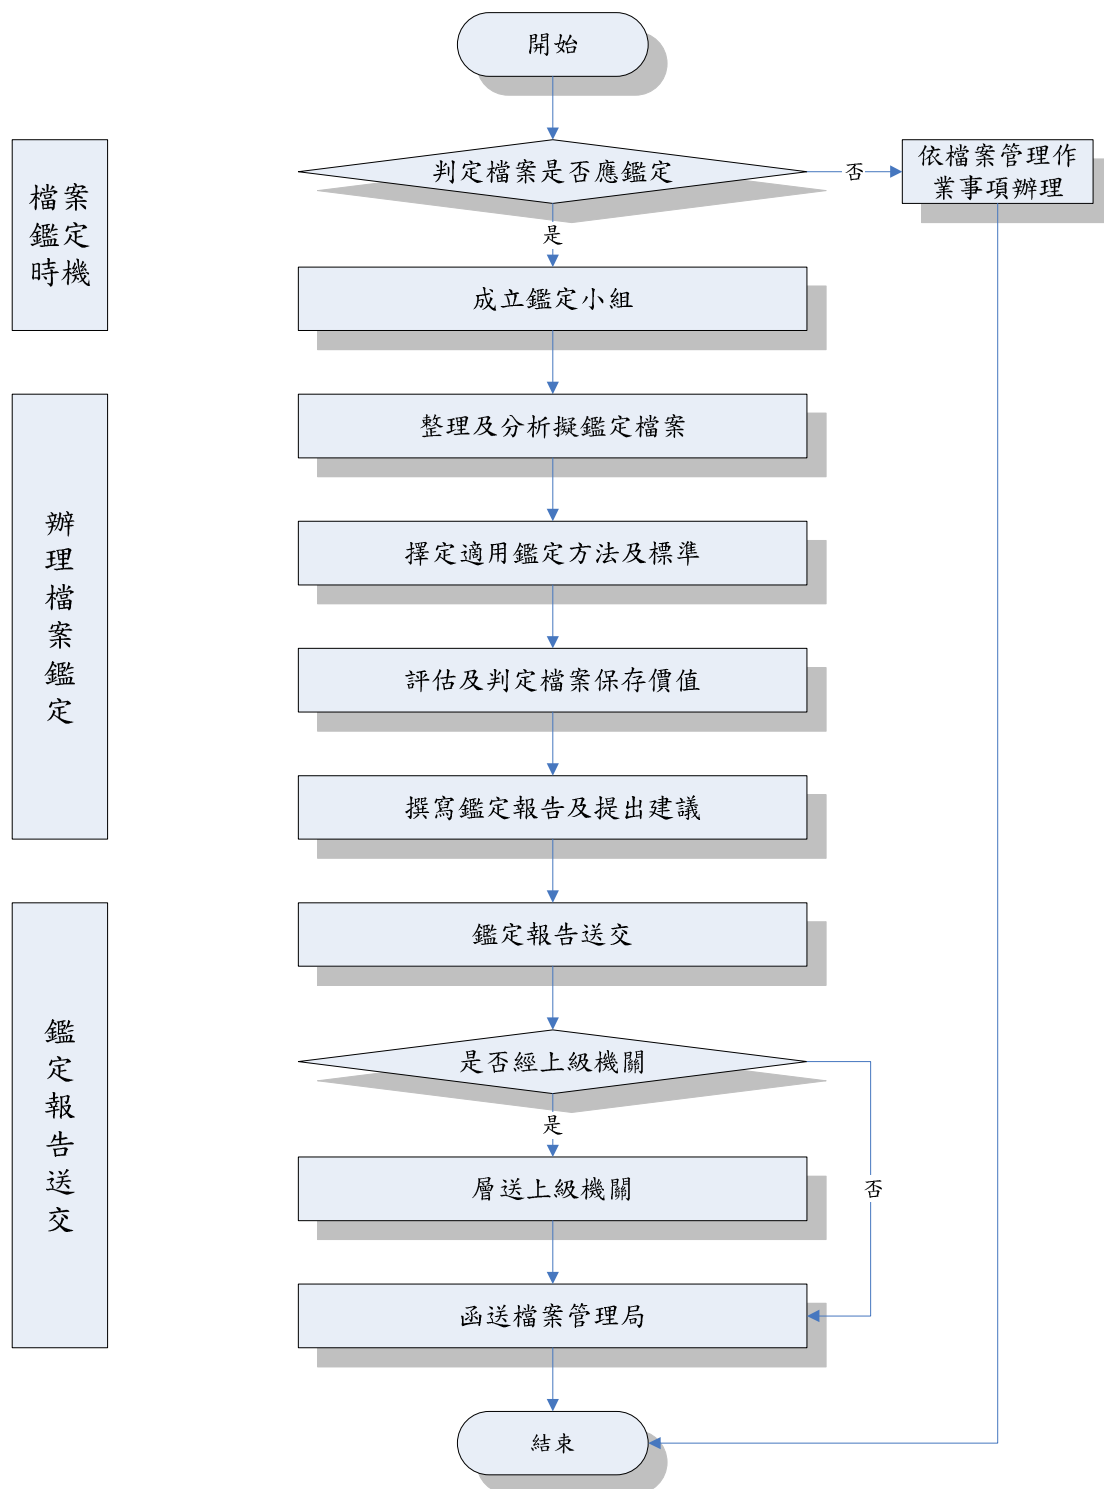 開始
判定檔案是否應鑑定
否
依檔案管理作
業事項辦理
檔案
鑑定
時機
是
成立鑑定小組
整理及分析擬鑑定檔案
辦
理
檔
案
鑑
定
擇定適用鑑定方法及標準
評估及判定檔案保存價值
撰寫鑑定報告及提出建議
鑑定報告送交
鑑
定
報
告
送
交
是否經上級機關
是
否
層送上級機關
函送檔案管理局
結束